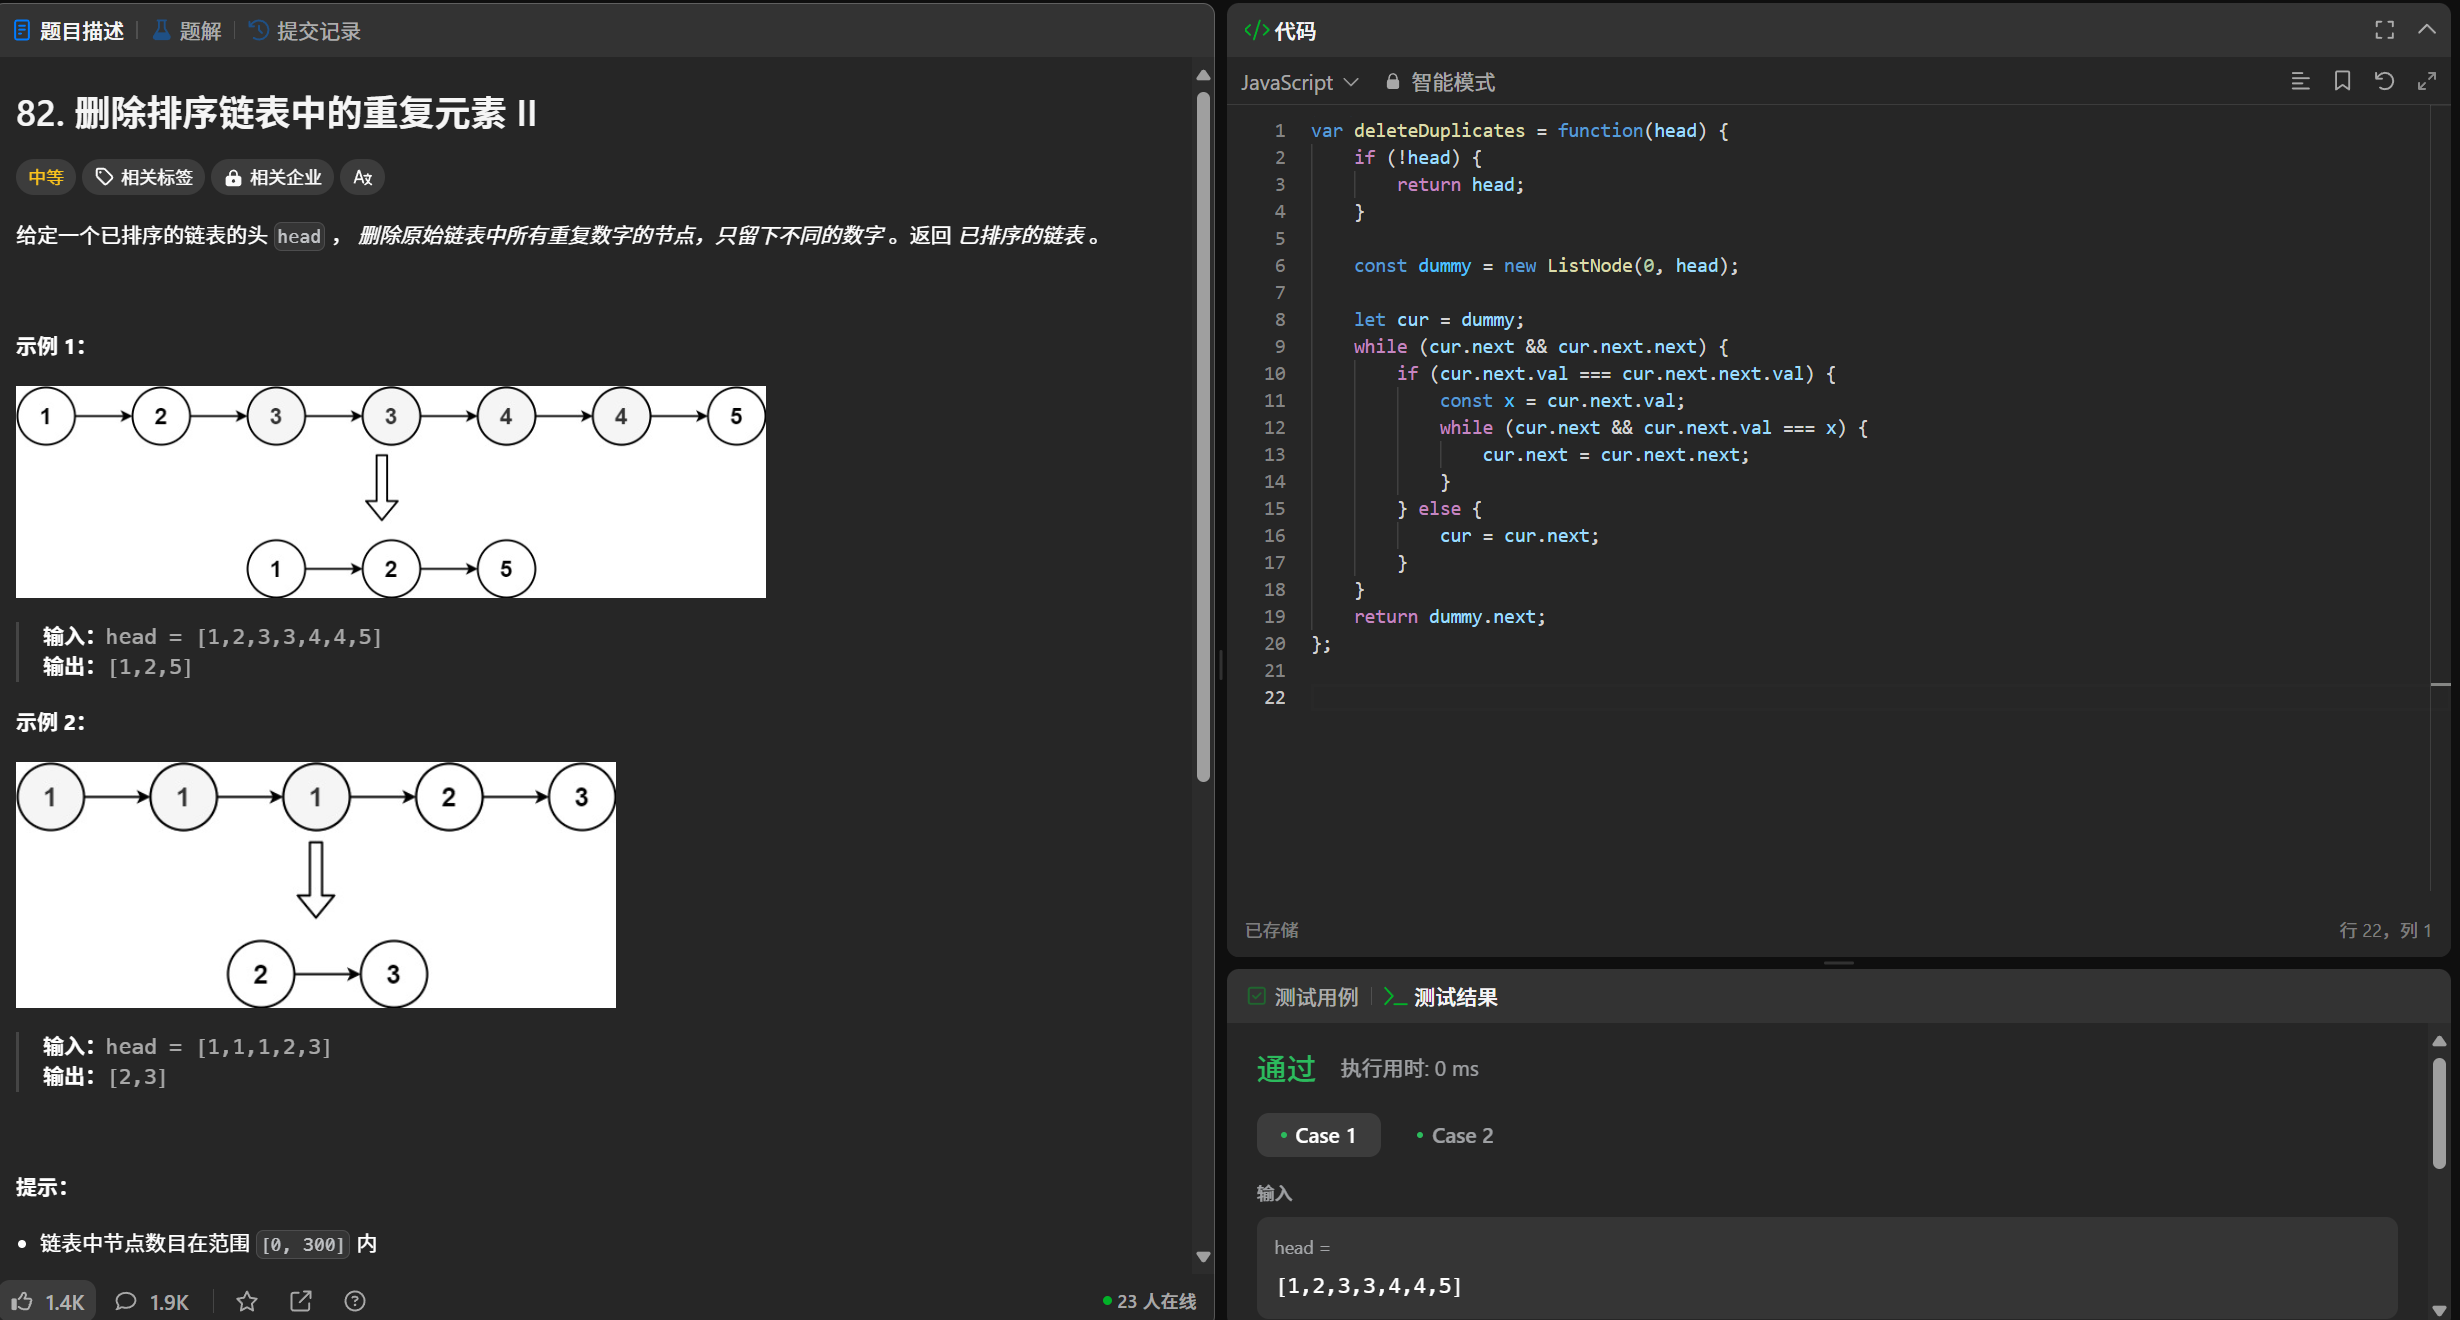 题目描述 题解 提交记录
82. 删除排序链表中的重复元素 II
中等 相关标签 相关企业
给定一个已排序的链表的头 head ， 删除原始链表中所有重复数字的节点，只留下不同的数字 。返回 已排序的链表 。
示例 1：
1 2 3 3 4 4 5
1 2 5
输入：head = [1,2,3,3,4,4,5]
输出：[1,2,5]
示例 2：
1 1 1 2 3
2 3
输入：head = [1,1,1,2,3]
输出：[2,3]
提示：
• 链表中节点数目在范围 [0, 300] 内
1.4K 1.9K 23 人在线
</> 代码
JavaScript 智能模式
1 var deleteDuplicates = function(head) {
2 if (!head) {
3 return head;
4 }
5
6 const dummy = new ListNode(0, head);
7
8 let cur = dummy;
9 while (cur.next && cur.next.next) {
10 if (cur.next.val === cur.next.next.val) {
11 const x = cur.next.val;
12 while (cur.next && cur.next.val === x) {
13 cur.next = cur.next.next;
14 }
15 } else {
16 cur = cur.next;
17 }
18 }
19 return dummy.next;
20 };
21
22
已存储 行 22，列 1
测试用例 >_ 测试结果
通过 执行用时: 0 ms
• Case 1 • Case 2
输入
head =
[1,2,3,3,4,4,5]